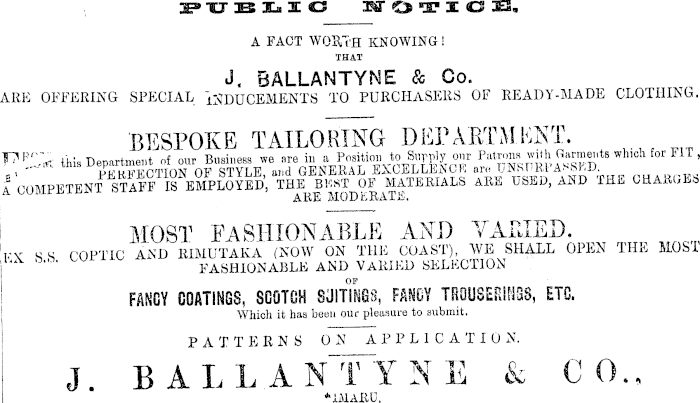 PUBLIC NOTICE.
A FACT WORTH KNOWING!
THAT
J. BALLANTYNE & Co.
ARE OFFERING SPECIAL INDUCEMENTS TO PURCHASERS OF READY-MADE CLOTHING.
BESPOKE TAILORING DEPARTMENT.
this Department of our Business we are in a Position to Supply our Patrons with Garments which for FIT,
PERFECTION OF STYLE, and GENERAL EXCELLENCE are UNSURPASSED.
A COMPETENT STAFF IS EMPLOYED, THE BEST OF MATERIALS ARE USED, AND THE CHARGES
ARE MODERATE.
MOST FASHIONABLE AND VARIED.
EX S.S. COPTIC AND RIMUTAKA (NOW ON THE COAST), WE SHALL OPEN THE MOST
FASHIONABLE AND VARIED SELECTION
OF
FANCY COATINGS, SCOTCH SUITINGS, FANCY TROUSERINGS, ETC.
Which it has been our pleasure to submit.
PATTERNS ON APPLICATION.
J. BALLANTYNE & CO.,
TIMARU.